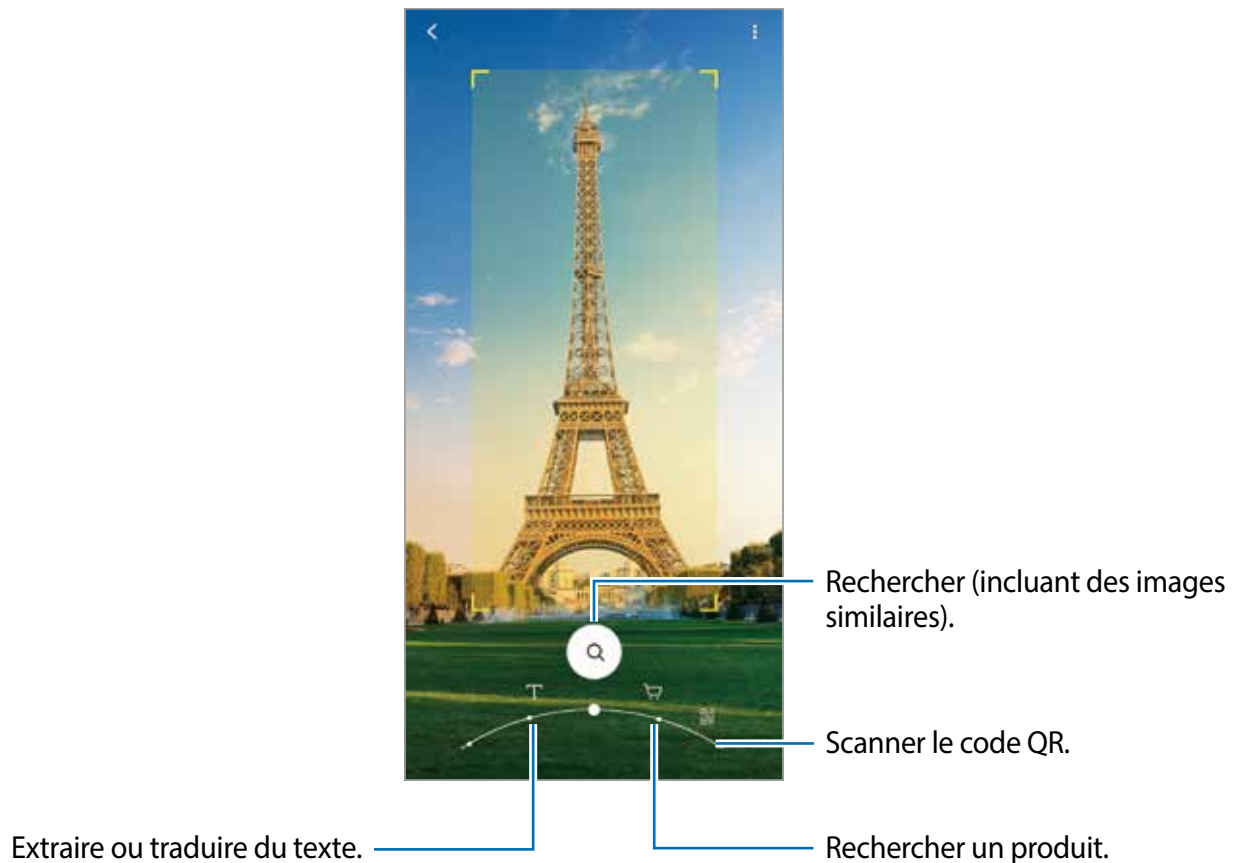 Rechercher (incluant des images
similaires).
T
Scanner le code QR.
Extraire ou traduire du texte.
Rechercher un produit.